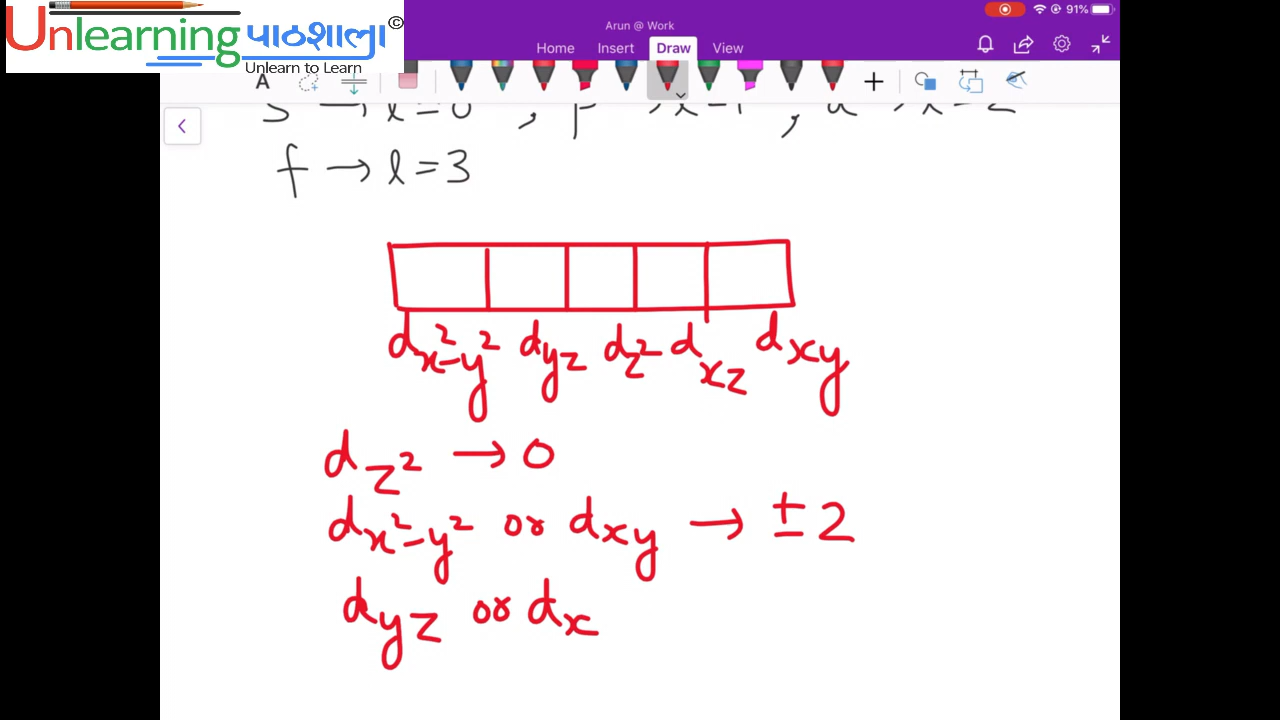 Unlearning पाठशाला ©
Unlearn to Learn
Arun @ Work
91%
Home Insert Draw View
A
f → l = 3
dx²-y² dyz dz² dxz dxy
dz² → 0
dx²-y² or dxy → ± 2
dyz or dx